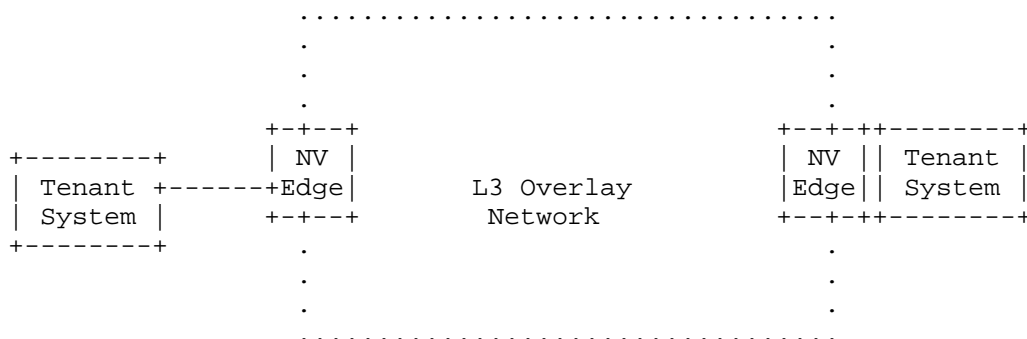 NV NV Tenant
Tenant Edge L3 Overlay Edge System
System Network